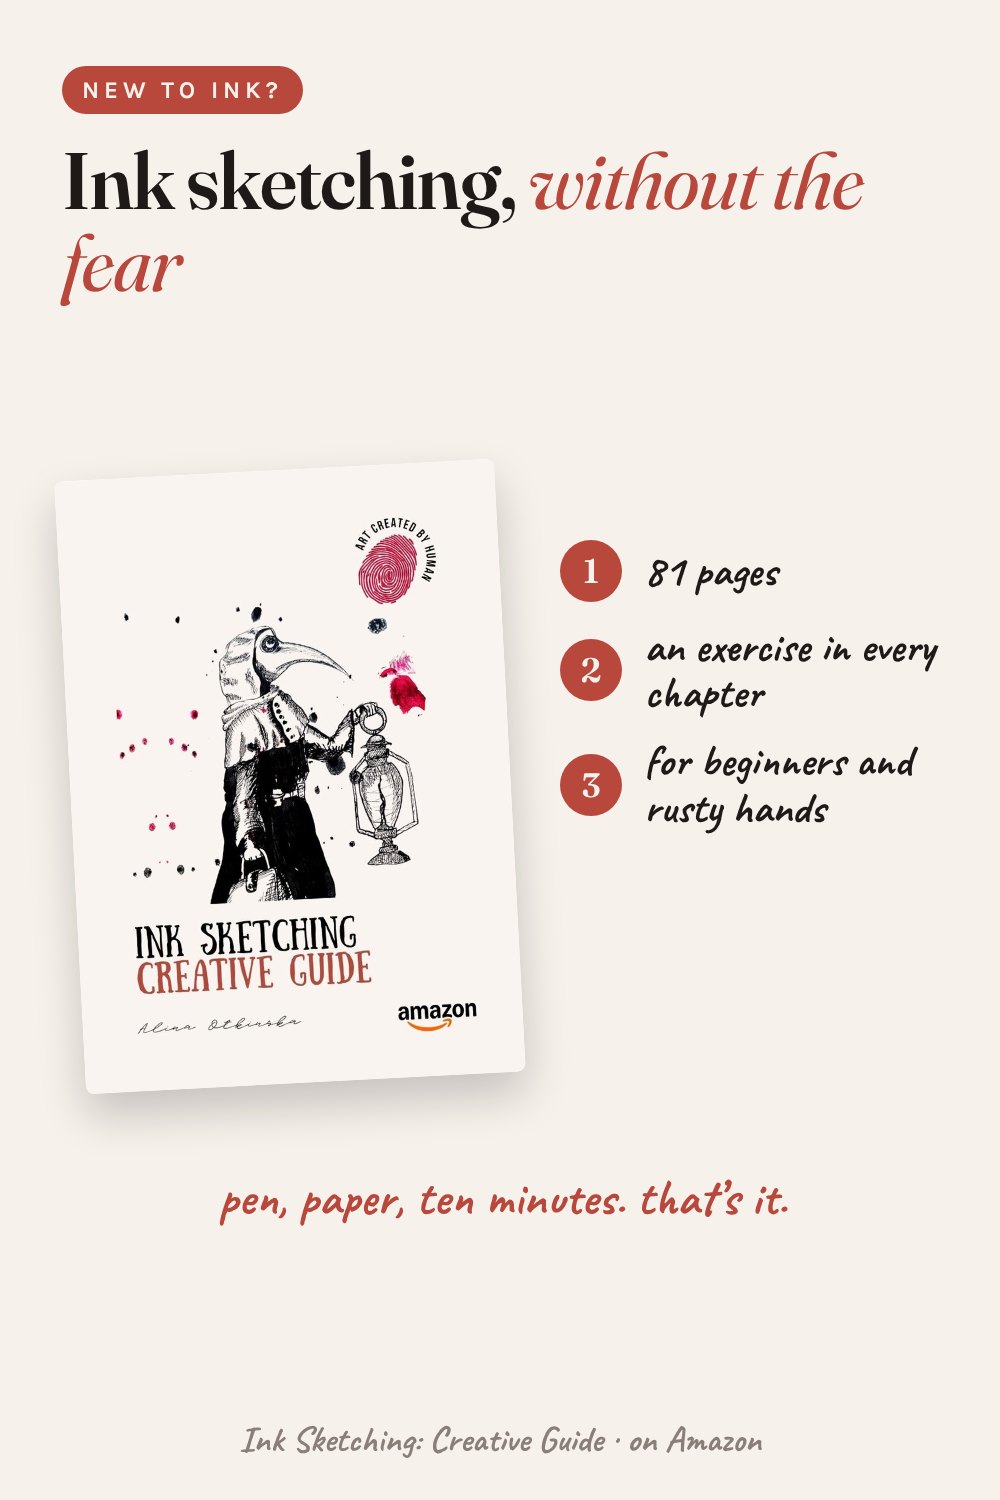 NEW TO INK?
Ink sketching, without the
fear
ART CREATED BY HUMAN
INK SKETCHING
CREATIVE GUIDE
Alina Otkinska
amazon
1 81 pages
2 an exercise in every
chapter
3 for beginners and
rusty hands
pen, paper, ten minutes. that's it.
Ink Sketching: Creative Guide · on Amazon